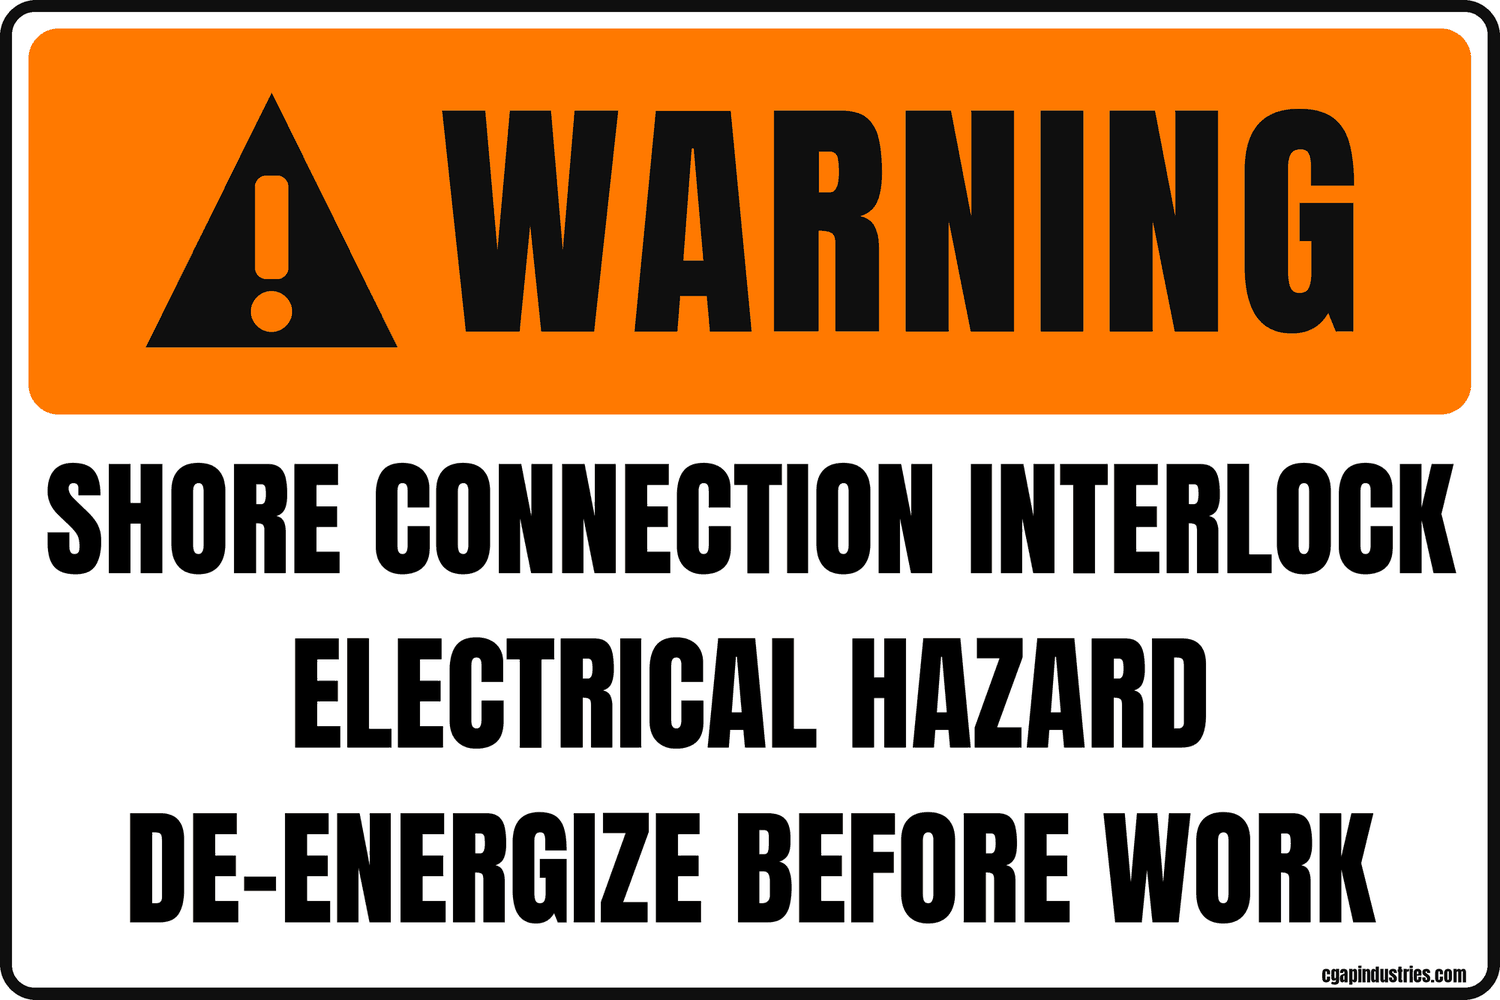 WARNING
SHORE CONNECTION INTERLOCK
ELECTRICAL HAZARD
DE-ENERGIZE BEFORE WORK
cgapindustries.com